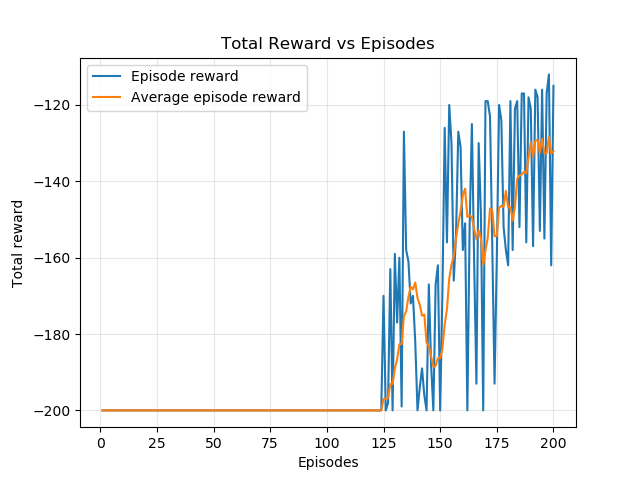 Total Reward vs Episodes
Episode reward
Average episode reward
−120
−140
−160
−180
−200
Total reward
0 25 50 75 100 125 150 175 200
Episodes